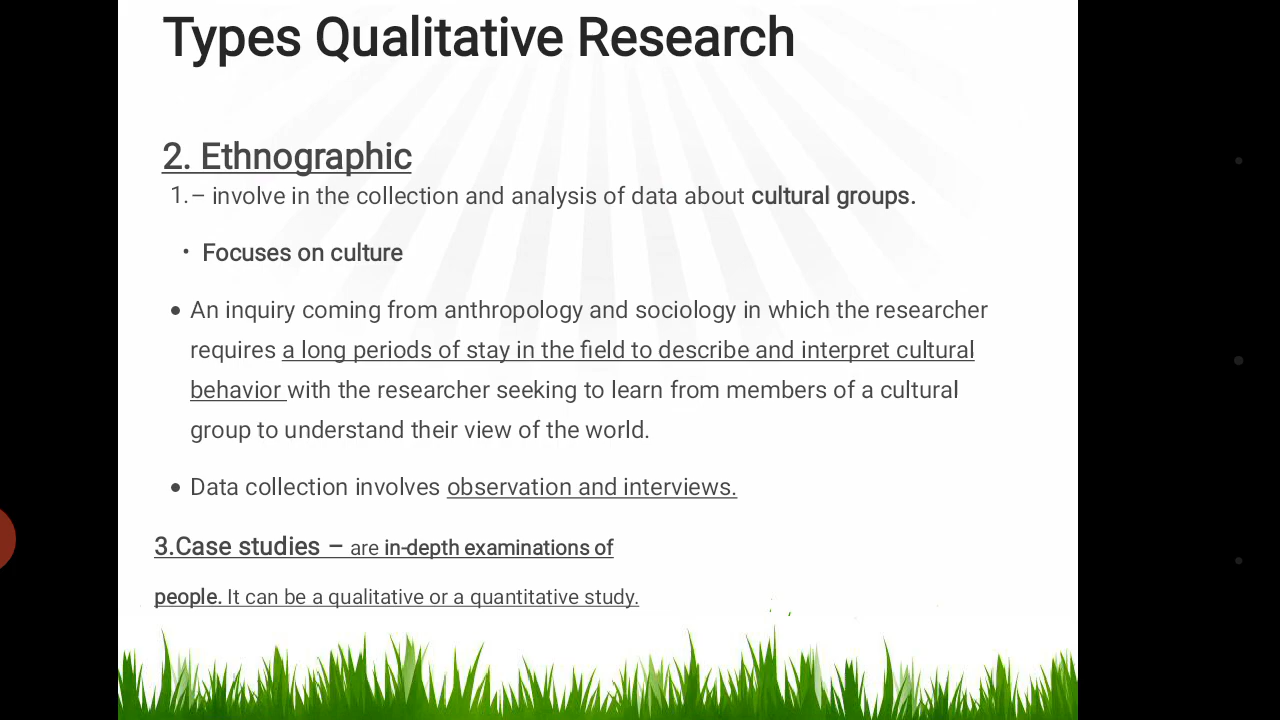 Types Qualitative Research
2. Ethnographic
1.– involve in the collection and analysis of data about cultural groups.
• Focuses on culture
• An inquiry coming from anthropology and sociology in which the researcher
requires a long periods of stay in the field to describe and interpret cultural
behavior with the researcher seeking to learn from members of a cultural
group to understand their view of the world.
• Data collection involves observation and interviews.
3.Case studies – are in-depth examinations of
people. It can be a qualitative or a quantitative study.